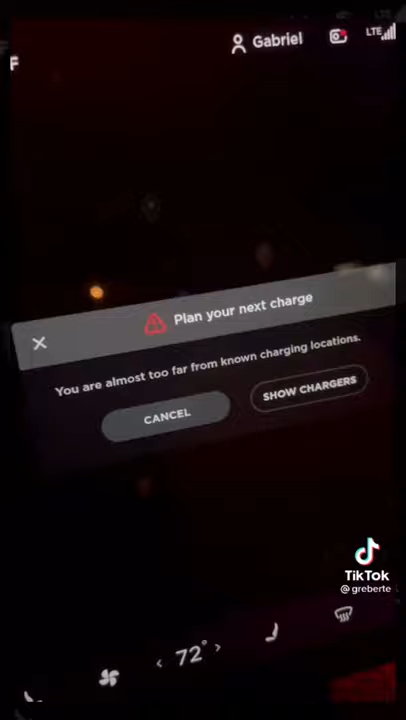 F
Gabriel
LTE
Plan your next charge
You are almost too far from known charging locations.
CANCEL
SHOW CHARGERS
TikTok
@ greberte
72°